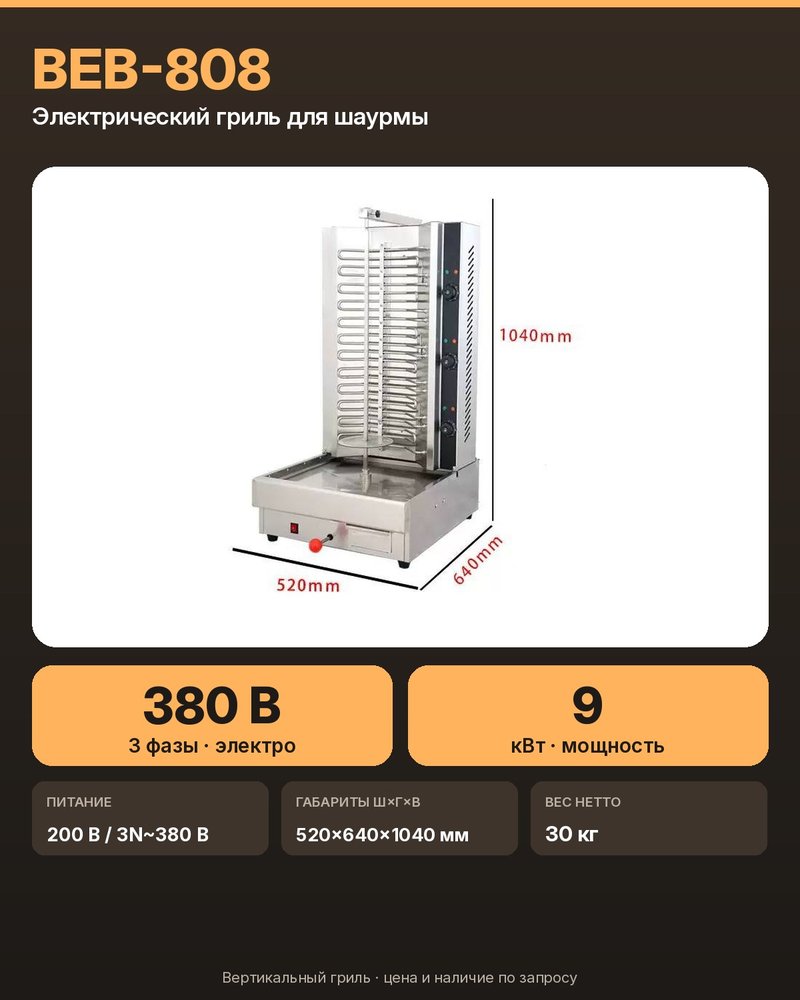 BEB-808
Электрический гриль для шаурмы
1040mm
640mm
520mm
380 В
3 фазы · электро
9
кВт · мощность
ПИТАНИЕ
200 В / 3N~380 В
ГАБАРИТЫ Ш×Г×В
520×640×1040 мм
ВЕС НЕТТО
30 кг
Вертикальный гриль · цена и наличие по запросу